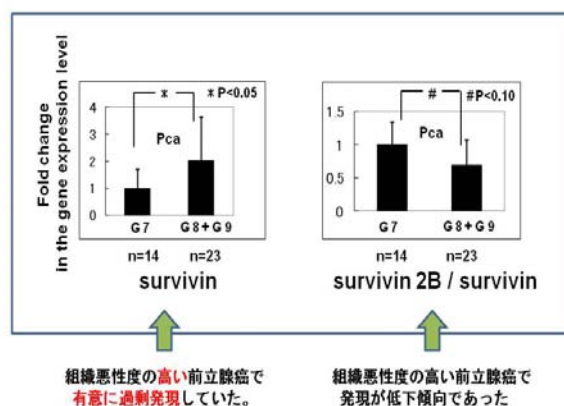 Fold change
in the gene expression level
4
3
2
1
0
*
* P<0.05
Pca
G7
G8+G9
n=14
n=23
survivin
1.5
1
0.5
0
#
#P<0.10
Pca
G7
G8+G9
n=14
n=23
survivin 2B / survivin
組織悪性度の高い前立腺癌で
有意に過剰発現していた。
組織悪性度の高い前立腺癌で
発現が低下傾向であった